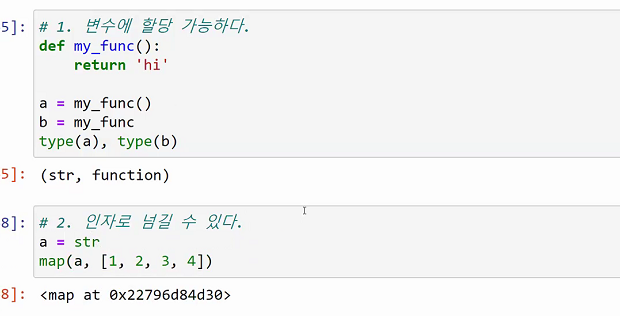 5]: # 1. 변수에 할당 가능하다.
def my_func():
    return 'hi'
a = my_func()
b = my_func
type(a), type(b)
5]: (str, function)
8]: # 2. 인자로 넘길 수 있다.
a = str
map(a, [1, 2, 3, 4])
8]: <map at 0x22796d84d30>